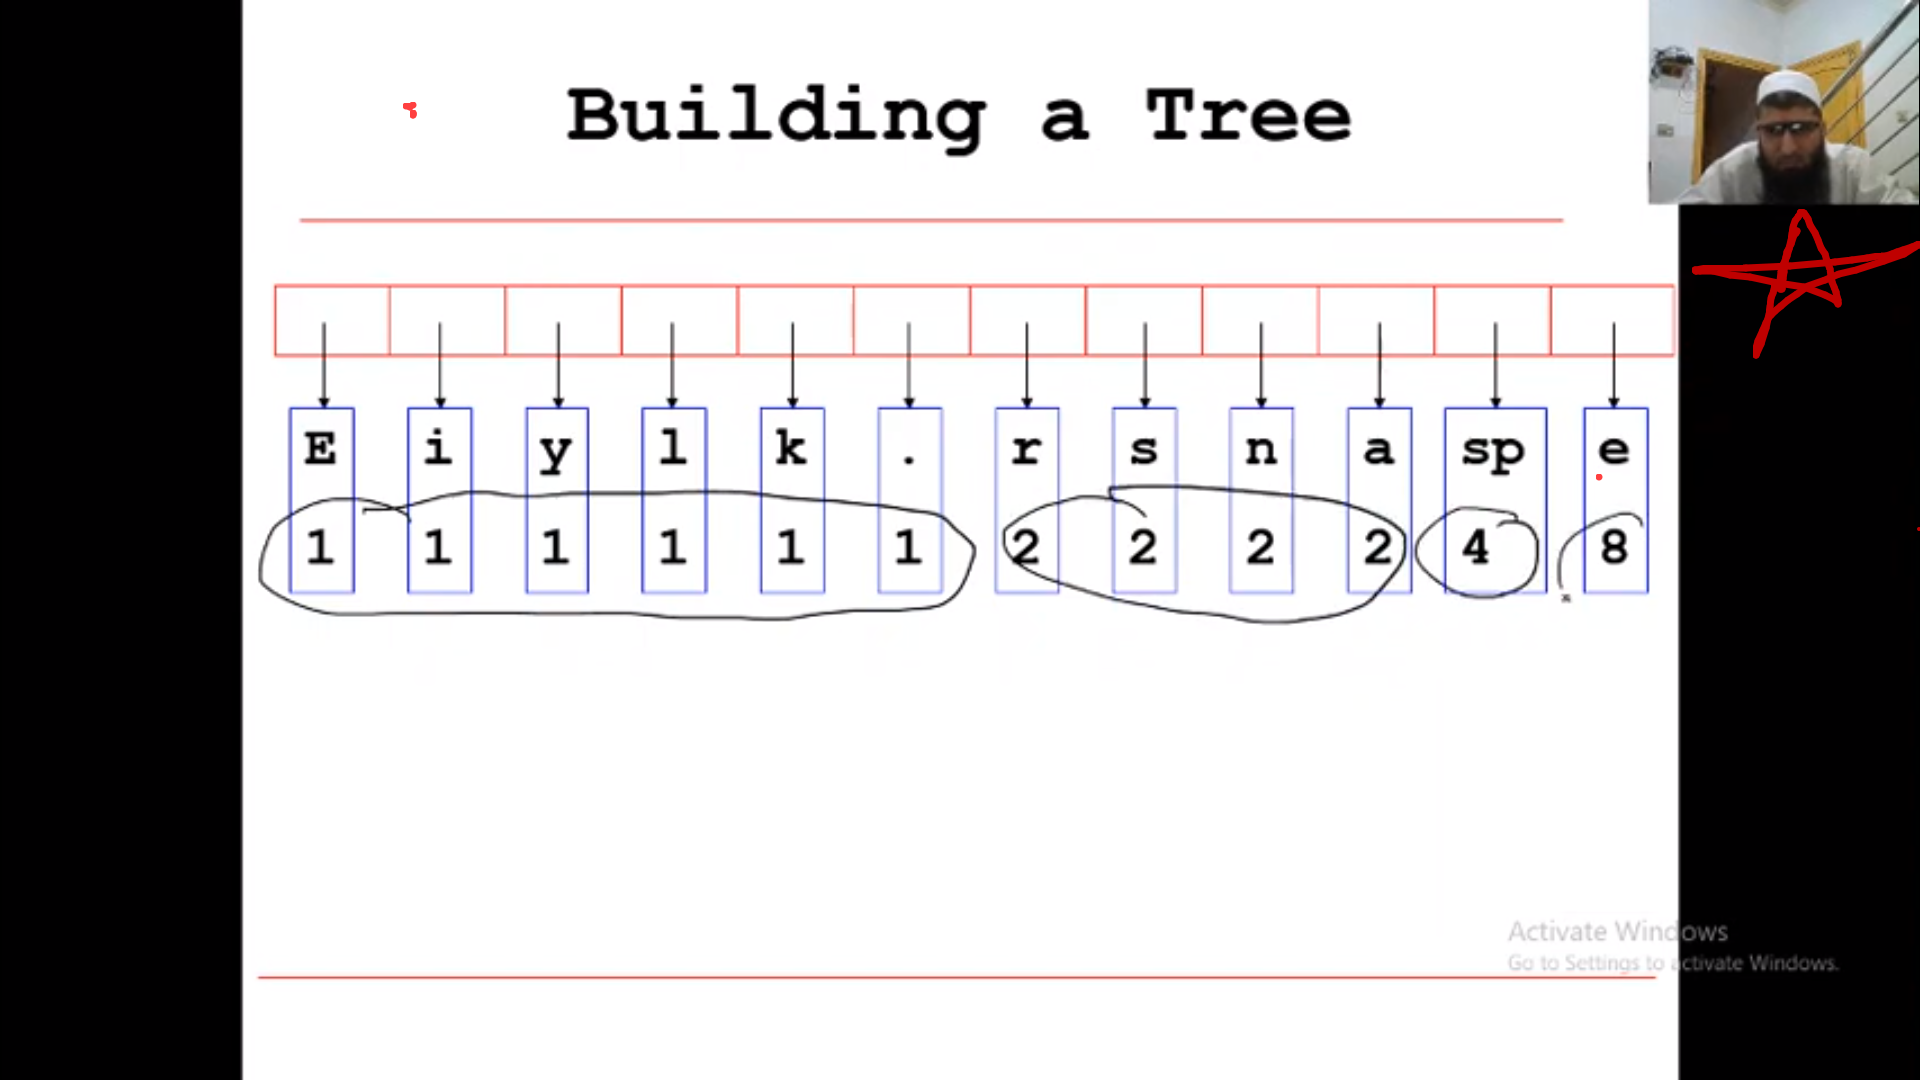 Building a Tree
E i y l k . r s n a sp e
1 1 1 1 1 1 2 2 2 2 4 8
Activate Windows
Go to Settings to activate Windows.